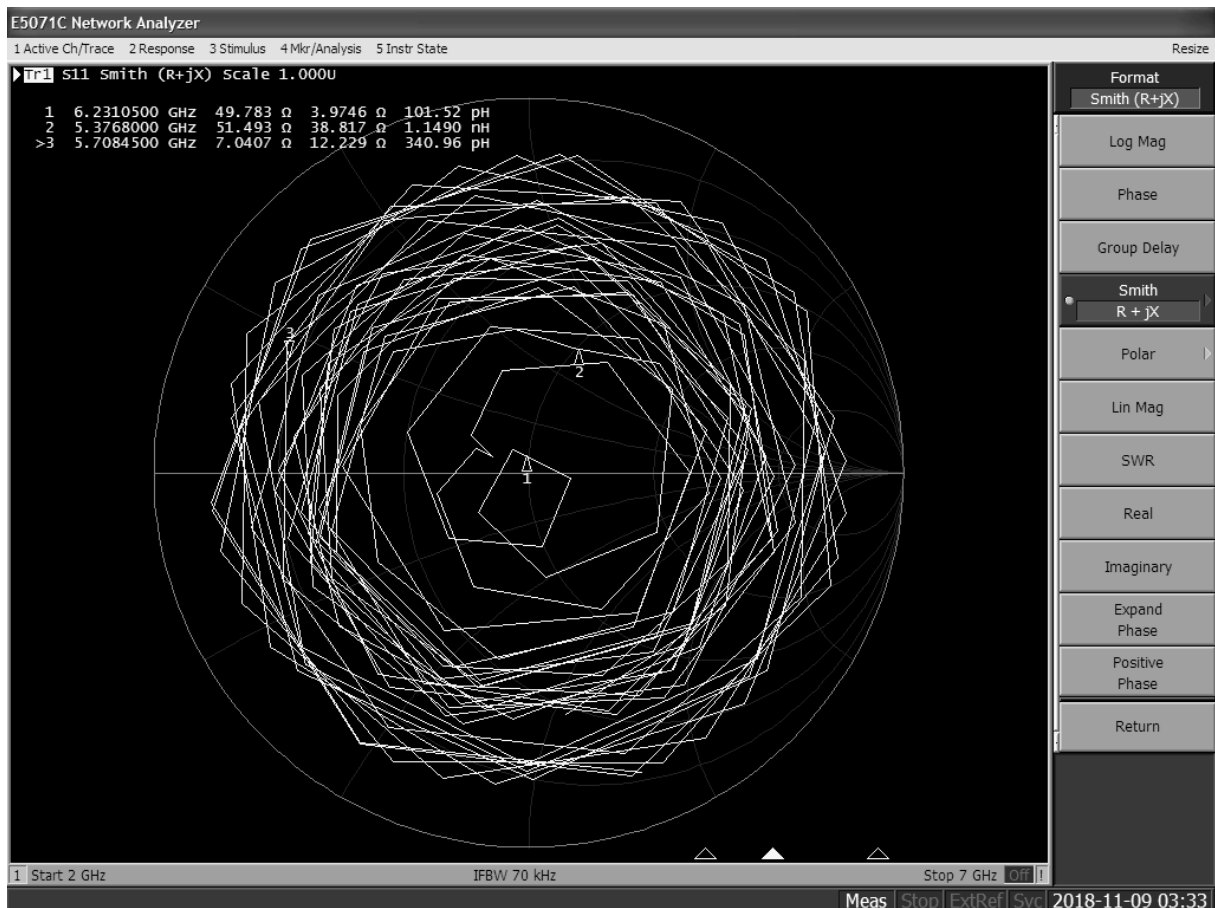 E5071C Network Analyzer
1 Active Ch/Trace 2 Response 3 Stimulus 4 Mkr/Analysis 5 Instr State Resize
Tr1 S11 Smith (R+jX) Scale 1.000U
1 6.2310500 GHz 49.783 Ω 3.9746 Ω 101.52 pH
2 5.3768000 GHz 51.493 Ω 38.817 Ω 1.1490 nH
>3 5.7084500 GHz 7.0407 Ω 12.229 Ω 340.96 pH
3
2
1
Format
Smith (R+jX)
Log Mag
Phase
Group Delay
Smith
R + jX
Polar
Lin Mag
SWR
Real
Imaginary
Expand
Phase
Positive
Phase
Return
1 Start 2 GHz IFBW 70 kHz Stop 7 GHz Off !
Meas Stop ExtRef Svc 2018-11-09 03:33